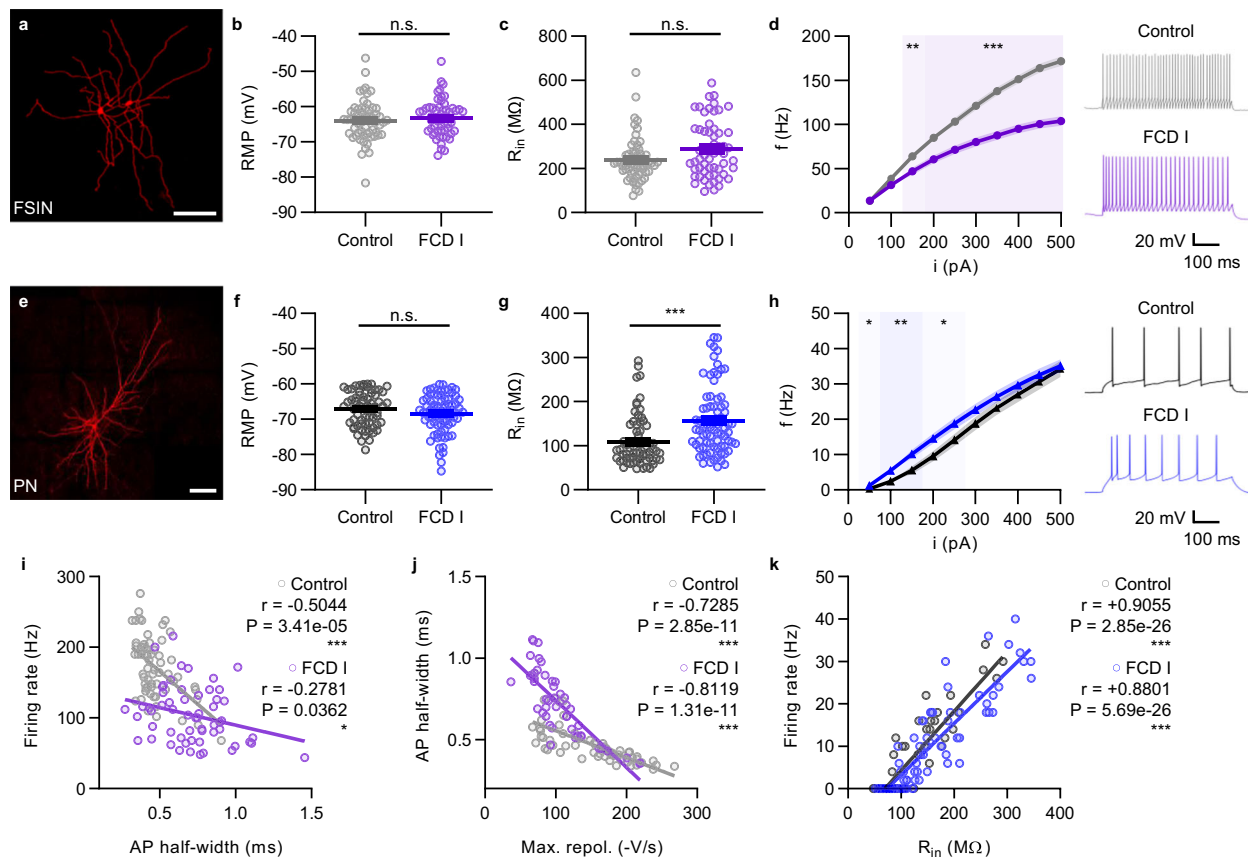 a
FSIN
b
n.s.
-40
-50
-60
-70
-80
-90
RMP (mV)
Control
FCD I
c
n.s.
800
600
400
200
0
Rin (MΩ)
Control
FCD I
d
**
***
200
150
100
50
0
f (Hz)
0
100
200
300
400
500
i (pA)
Control
FCD I
20 mV
100 ms
e
PN
f
n.s.
-40
-50
-60
-70
-80
-90
RMP (mV)
Control
FCD I
g
***
400
300
200
100
0
Rin (MΩ)
Control
FCD I
h
*
**
*
50
40
30
20
10
0
f (Hz)
0
100
200
300
400
500
i (pA)
Control
FCD I
20 mV
100 ms
i
300
200
100
0
Firing rate (Hz)
0.0
0.5
1.0
1.5
AP half-width (ms)
Control
r = -0.5044
P = 3.41e-05
***
FCD I
r = -0.2781
P = 0.0362
*
j
1.5
1.0
0.5
0.0
AP half-width (ms)
0
100
200
300
Max. repol. (-V/s)
Control
r = -0.7285
P = 2.85e-11
***
FCD I
r = -0.8119
P = 1.31e-11
***
k
50
40
30
20
10
0
Firing rate (Hz)
0
100
200
300
400
Rin (MΩ)
Control
r = +0.9055
P = 2.85e-26
***
FCD I
r = +0.8801
P = 5.69e-26
***